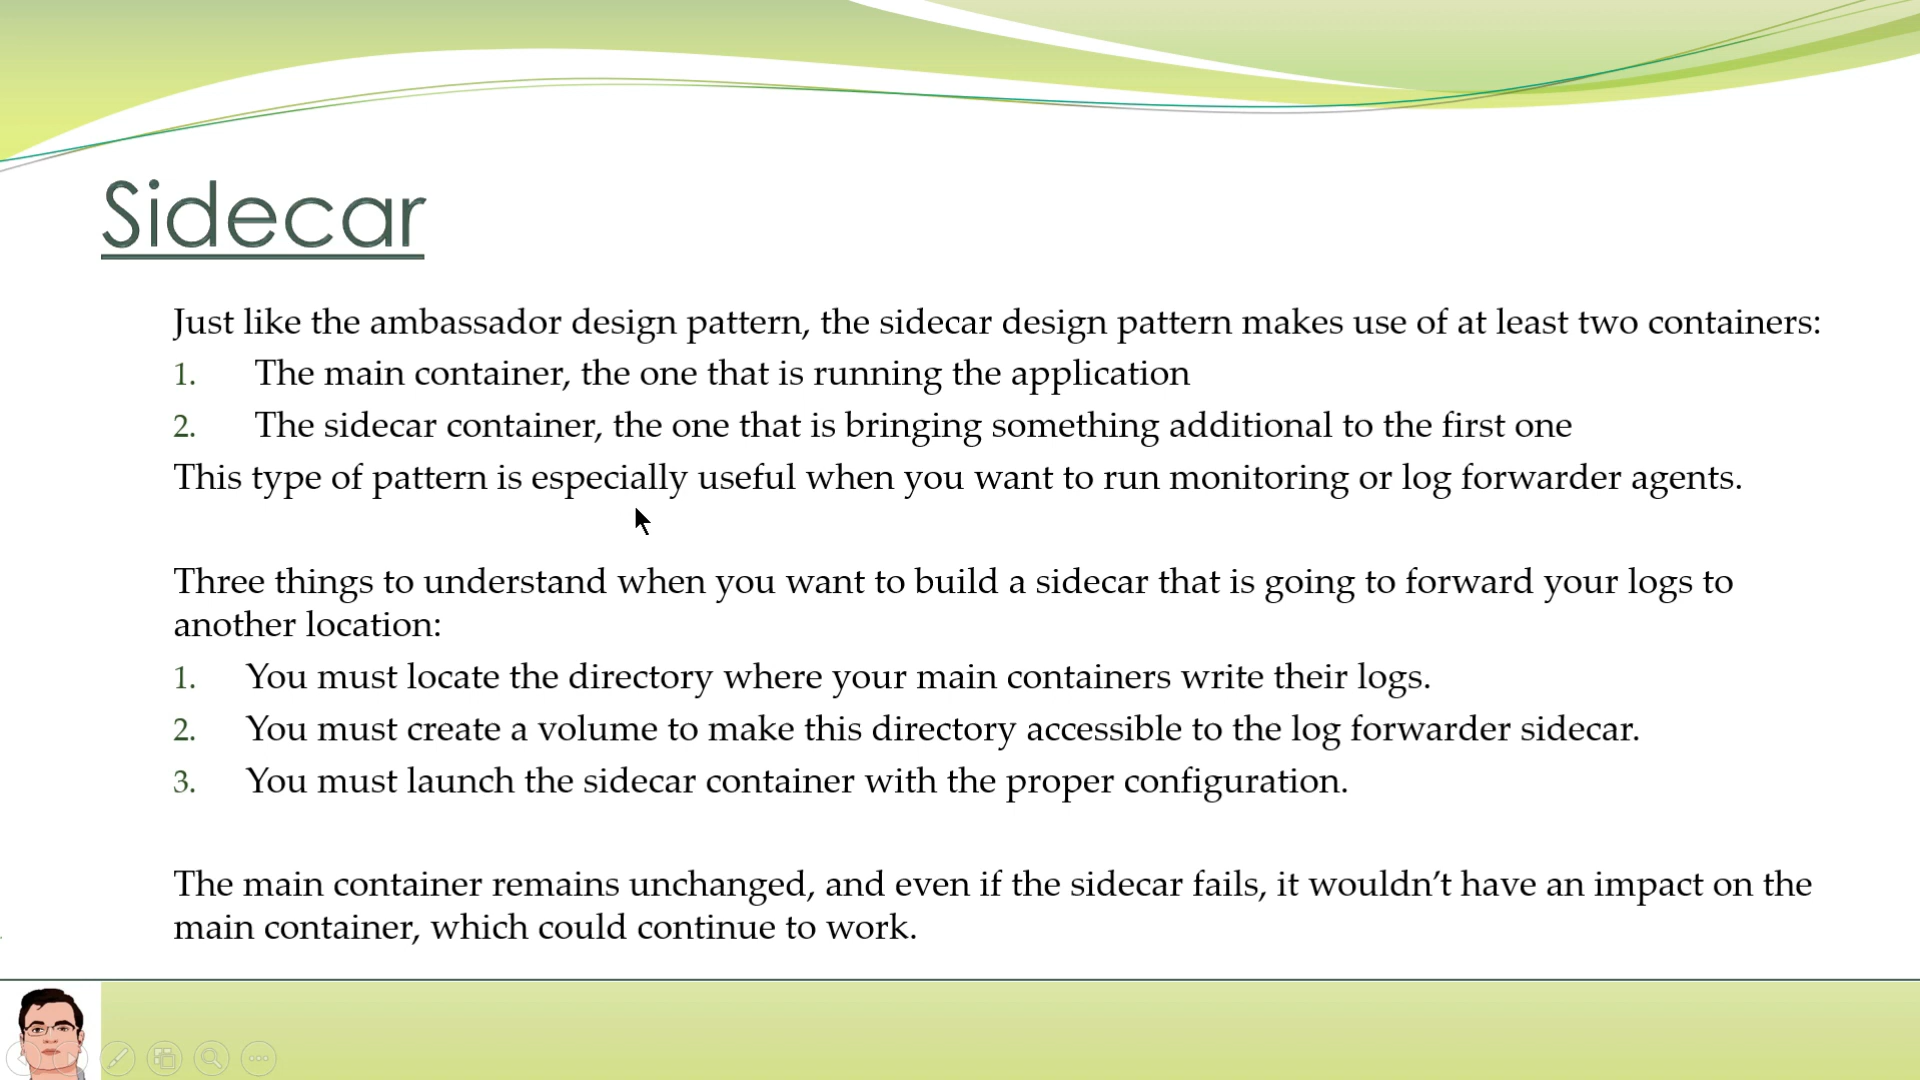 Sidecar
Just like the ambassador design pattern, the sidecar design pattern makes use of at least two containers:
1. The main container, the one that is running the application
2. The sidecar container, the one that is bringing something additional to the first one
This type of pattern is especially useful when you want to run monitoring or log forwarder agents.
Three things to understand when you want to build a sidecar that is going to forward your logs to
another location:
1. You must locate the directory where your main containers write their logs.
2. You must create a volume to make this directory accessible to the log forwarder sidecar.
3. You must launch the sidecar container with the proper configuration.
The main container remains unchanged, and even if the sidecar fails, it wouldn’t have an impact on the
main container, which could continue to work.